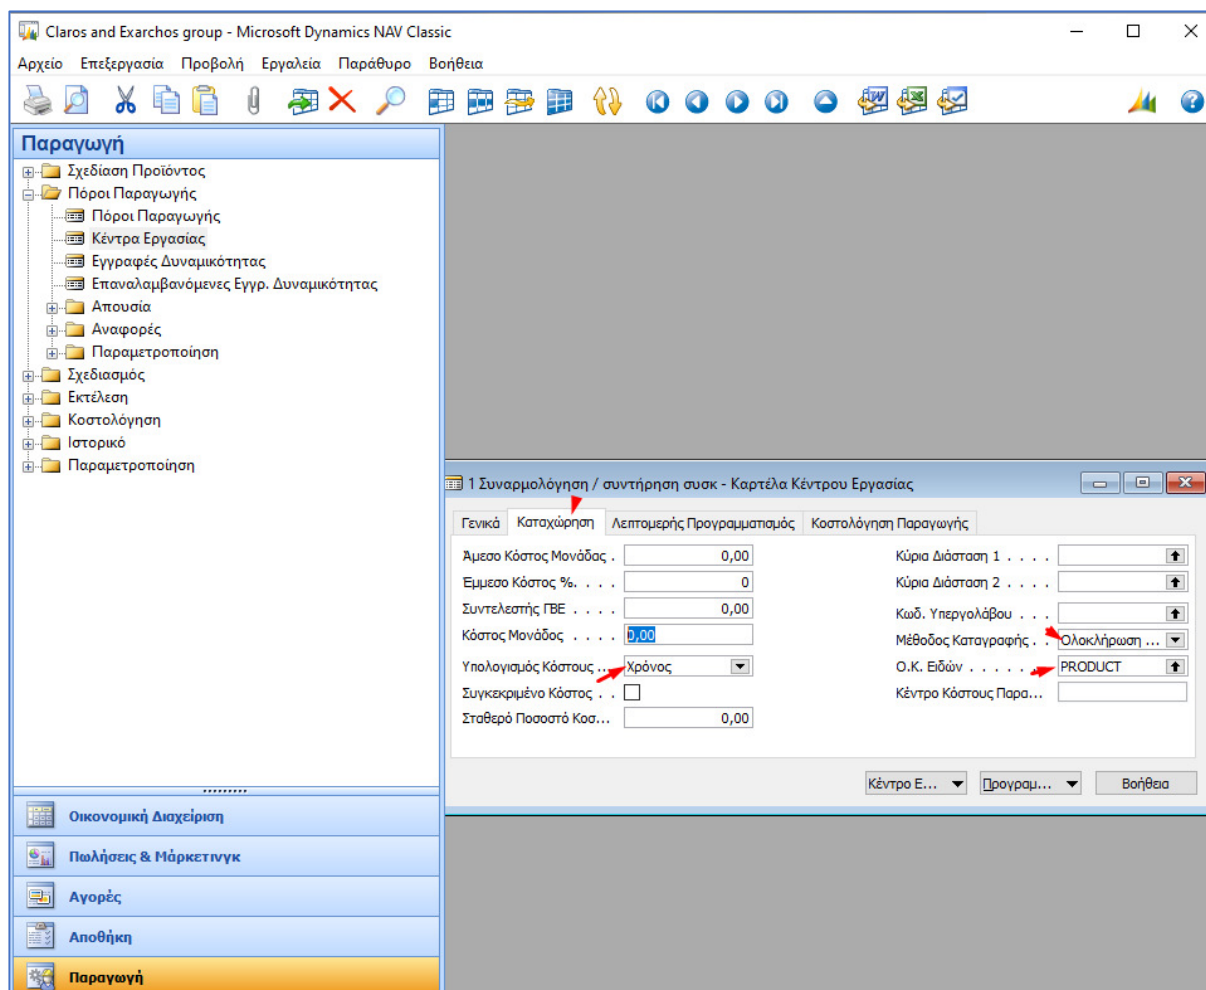 Claros and Exarchos group - Microsoft Dynamics NAV Classic
Αρχείο Επεξεργασία Προβολή Εργαλεία Παράθυρο Βοήθεια
Παραγωγή
Σχεδίαση Προϊόντος
Πόροι Παραγωγής
Πόροι Παραγωγής
Κέντρα Εργασίας
Εγγραφές Δυναμικότητας
Επαναλαμβανόμενες Εγγρ. Δυναμικότητας
Απουσία
Αναφορές
Παραμετροποίηση
Σχεδιασμός
Εκτέλεση
Κοστολόγηση
Ιστορικό
Παραμετροποίηση
1 Συναρμολόγηση / συντήρηση συσκ - Καρτέλα Κέντρου Εργασίας
Γενικά Καταχώρηση Λεπτομερής Προγραμματισμός Κοστολόγηση Παραγωγής
Άμεσο Κόστος Μονάδας . 0,00 Κύρια Διάσταση 1 . . . .
Έμμεσο Κόστος %. . . . 0 Κύρια Διάσταση 2 . . . .
Συντελεστής ΓΒΕ . . . . 0,00 Κωδ. Υπεργολάβου . . .
Κόστος Μονάδος . . . . 0,00 Μέθοδος Καταγραφής . . Ολοκλήρωση ...
Υπολογισμός Κόστους ... Χρόνος Ο.Κ. Ειδών . . . . . . PRODUCT
Συγκεκριμένο Κόστος . . Κέντρο Κόστους Παρα...
Σταθερό Ποσοστό Κοσ... 0,00
Κέντρο Ε... Προγραμ... Βοήθεια
Οικονομική Διαχείριση
Πωλήσεις & Μάρκετινγκ
Αγορές
Αποθήκη
Παραγωγή